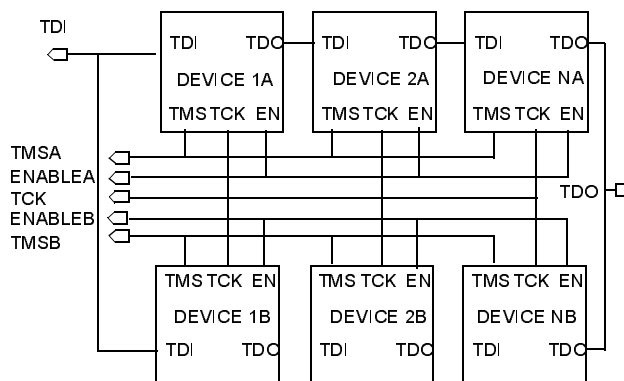 TDI
TDI TDO TDI TDO TDI TDO
DEVICE 1A DEVICE 2A DEVICE NA
TMS TCK EN TMS TCK EN TMS TCK EN
TMSA
ENABLEA
TCK
TDO
ENABLEB
TMSB
TMS TCK EN TMS TCK EN TMS TCK EN
DEVICE 1B DEVICE 2B DEVICE NB
TDI TDO TDI TDO TDI TDO